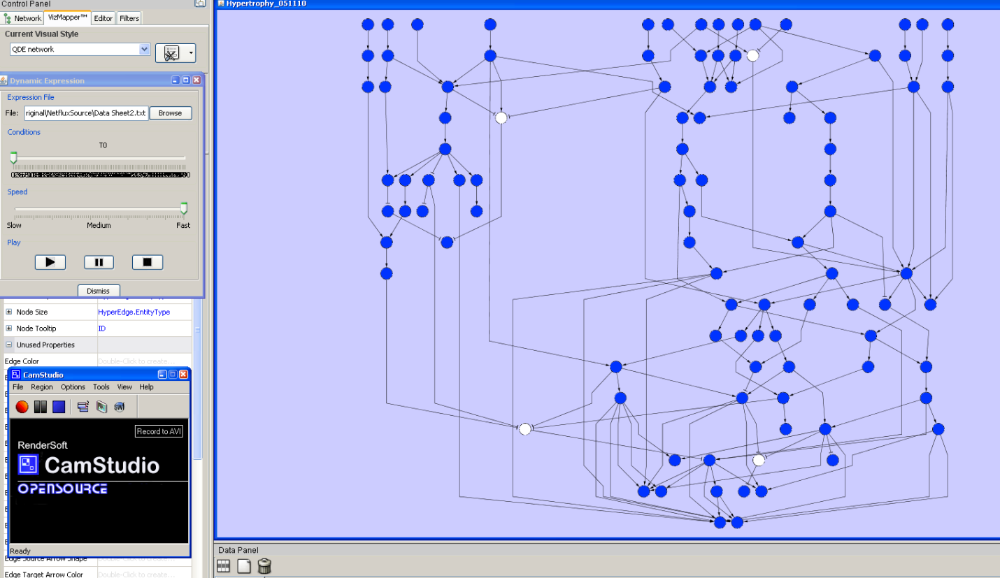 Control Panel
Hypertrophy_051110
Network
VizMapper™
Editor
Filters
Current Visual Style
QDE network
Dynamic Expression
Expression File
File:
riginal\NetfluxSource\Data Sheet2.txt
Browse
Conditions
T0
Speed
Slow
Medium
Fast
Play
Dismiss
Node Size
HyperEdge.EntityType
Node Tooltip
ID
Unused Properties
Edge Color
Double-Click to create...
CamStudio
File Region Options Tools View Help
Record to AVI
RenderSoft
CamStudio
OPENSOURCE
Ready
Edge Source Arrow Shape
Double-Click to create...
Edge Target Arrow Color
Double-Click to create...
Data Panel